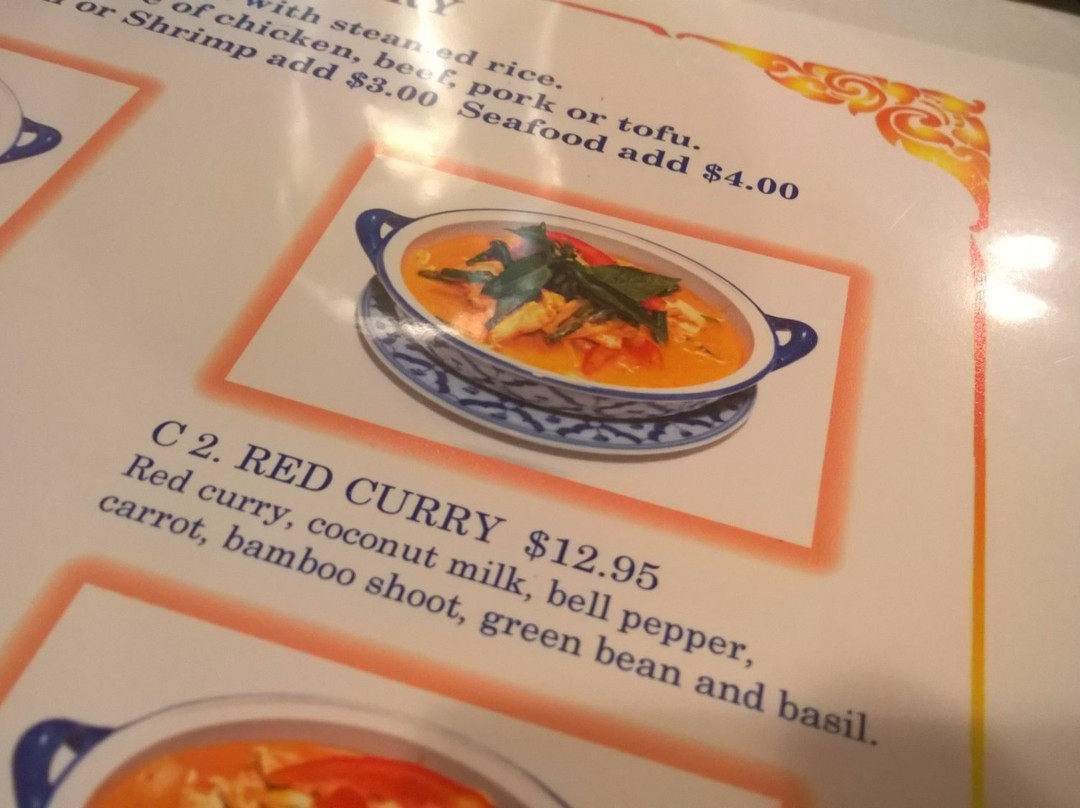 RY
with steamed rice.
e of chicken, beef, pork or tofu.
or Shrimp add $3.00 Seafood add $4.00
C 2. RED CURRY $12.95
Red curry, coconut milk, bell pepper,
carrot, bamboo shoot, green bean and basil.